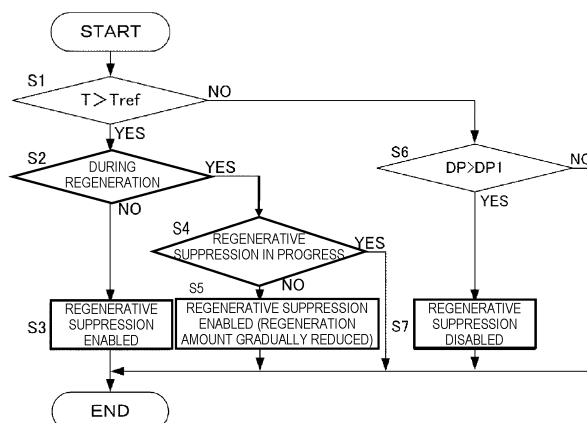 START
S1
T＞Tref
NO
YES
S2
DURING
REGENERATION
YES
NO
S6
DP>DP1
NO
YES
S4
REGENERATIVE
SUPPRESSION IN PROGRESS
YES
NO
S3
REGENERATIVE
SUPPRESSION
ENABLED
S5
REGENERATIVE SUPPRESSION
ENABLED (REGENERATION
AMOUNT GRADUALLY REDUCED)
S7
REGENERATIVE
SUPPRESSION
DISABLED
END